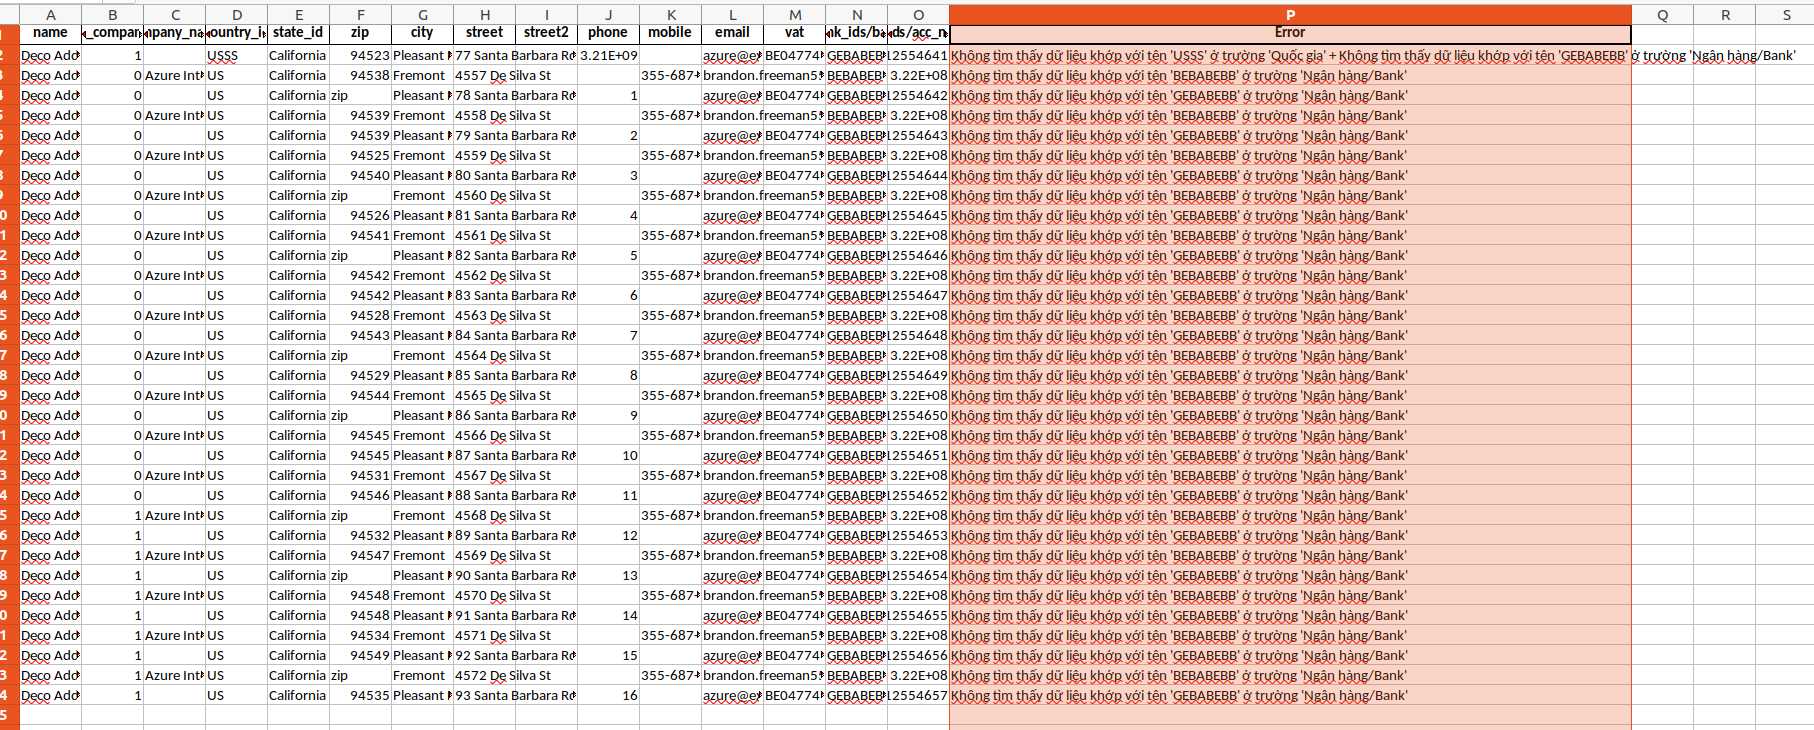 A B C D E F G H I J K L M N O P Q R S
1 name _compan mpany_na ountry_i state_id zip city street street2 phone mobile email vat nk_ids/ba ds/acc_n Error
2 Deco Add 1 USSS California 94523 Pleasant 77 Santa Barbara Ro 3.21E+09 azure@e BE04774 GEBABEB 12554641 Không tìm thấy dữ liệu khớp với tên 'USSS' ở trường 'Quốc gia' + Không tìm thấy dữ liệu khớp với tên 'GEBABEBB' ở trường 'Ngân hàng/Bank'
3 Deco Add 0 Azure Int US California 94538 Fremont 4557 De Silva St 355-687 brandon.freeman5 BEBABEB 3.22E+08 Không tìm thấy dữ liệu khớp với tên 'BEBABEBB' ở trường 'Ngân hàng/Bank'
4 Deco Add 0 US California zip Pleasant 78 Santa Barbara Ro 1 azure@e BE04774 GEBABEB 12554642 Không tìm thấy dữ liệu khớp với tên 'GEBABEBB' ở trường 'Ngân hàng/Bank'
5 Deco Add 0 Azure Int US California 94539 Fremont 4558 De Silva St 355-687 brandon.freeman5 BEBABEB 3.22E+08 Không tìm thấy dữ liệu khớp với tên 'BEBABEBB' ở trường 'Ngân hàng/Bank'
6 Deco Add 0 US California 94539 Pleasant 79 Santa Barbara Ro 2 azure@e BE04774 GEBABEB 12554643 Không tìm thấy dữ liệu khớp với tên 'GEBABEBB' ở trường 'Ngân hàng/Bank'
7 Deco Add 0 Azure Int US California 94525 Fremont 4559 De Silva St 355-687 brandon.freeman5 BEBABEB 3.22E+08 Không tìm thấy dữ liệu khớp với tên 'BEBABEBB' ở trường 'Ngân hàng/Bank'
8 Deco Add 0 US California 94540 Pleasant 80 Santa Barbara Ro 3 azure@e BE04774 GEBABEB 12554644 Không tìm thấy dữ liệu khớp với tên 'GEBABEBB' ở trường 'Ngân hàng/Bank'
9 Deco Add 0 Azure Int US California zip Fremont 4560 De Silva St 355-687 brandon.freeman5 BEBABEB 3.22E+08 Không tìm thấy dữ liệu khớp với tên 'BEBABEBB' ở trường 'Ngân hàng/Bank'
0 Deco Add 0 US California 94526 Pleasant 81 Santa Barbara Ro 4 azure@e BE04774 GEBABEB 12554645 Không tìm thấy dữ liệu khớp với tên 'GEBABEBB' ở trường 'Ngân hàng/Bank'
1 Deco Add 0 Azure Int US California 94541 Fremont 4561 De Silva St 355-687 brandon.freeman5 BEBABEB 3.22E+08 Không tìm thấy dữ liệu khớp với tên 'BEBABEBB' ở trường 'Ngân hàng/Bank'
2 Deco Add 0 US California zip Pleasant 82 Santa Barbara Ro 5 azure@e BE04774 GEBABEB 12554646 Không tìm thấy dữ liệu khớp với tên 'GEBABEBB' ở trường 'Ngân hàng/Bank'
3 Deco Add 0 Azure Int US California 94542 Fremont 4562 De Silva St 355-687 brandon.freeman5 BEBABEB 3.22E+08 Không tìm thấy dữ liệu khớp với tên 'BEBABEBB' ở trường 'Ngân hàng/Bank'
4 Deco Add 0 US California 94542 Pleasant 83 Santa Barbara Ro 6 azure@e BE04774 GEBABEB 12554647 Không tìm thấy dữ liệu khớp với tên 'GEBABEBB' ở trường 'Ngân hàng/Bank'
5 Deco Add 0 Azure Int US California 94528 Fremont 4563 De Silva St 355-687 brandon.freeman5 BEBABEB 3.22E+08 Không tìm thấy dữ liệu khớp với tên 'BEBABEBB' ở trường 'Ngân hàng/Bank'
6 Deco Add 0 US California 94543 Pleasant 84 Santa Barbara Ro 7 azure@e BE04774 GEBABEB 12554648 Không tìm thấy dữ liệu khớp với tên 'GEBABEBB' ở trường 'Ngân hàng/Bank'
7 Deco Add 0 Azure Int US California zip Fremont 4564 De Silva St 355-687 brandon.freeman5 BEBABEB 3.22E+08 Không tìm thấy dữ liệu khớp với tên 'BEBABEBB' ở trường 'Ngân hàng/Bank'
8 Deco Add 0 US California 94529 Pleasant 85 Santa Barbara Ro 8 azure@e BE04774 GEBABEB 12554649 Không tìm thấy dữ liệu khớp với tên 'GEBABEBB' ở trường 'Ngân hàng/Bank'
9 Deco Add 0 Azure Int US California 94544 Fremont 4565 De Silva St 355-687 brandon.freeman5 BEBABEB 3.22E+08 Không tìm thấy dữ liệu khớp với tên 'BEBABEBB' ở trường 'Ngân hàng/Bank'
0 Deco Add 0 US California zip Pleasant 86 Santa Barbara Ro 9 azure@e BE04774 GEBABEB 12554650 Không tìm thấy dữ liệu khớp với tên 'GEBABEBB' ở trường 'Ngân hàng/Bank'
1 Deco Add 0 Azure Int US California 94545 Fremont 4566 De Silva St 355-687 brandon.freeman5 BEBABEB 3.22E+08 Không tìm thấy dữ liệu khớp với tên 'BEBABEBB' ở trường 'Ngân hàng/Bank'
2 Deco Add 0 US California 94545 Pleasant 87 Santa Barbara Ro 10 azure@e BE04774 GEBABEB 12554651 Không tìm thấy dữ liệu khớp với tên 'GEBABEBB' ở trường 'Ngân hàng/Bank'
3 Deco Add 0 Azure Int US California 94531 Fremont 4567 De Silva St 355-687 brandon.freeman5 BEBABEB 3.22E+08 Không tìm thấy dữ liệu khớp với tên 'BEBABEBB' ở trường 'Ngân hàng/Bank'
4 Deco Add 0 US California 94546 Pleasant 88 Santa Barbara Ro 11 azure@e BE04774 GEBABEB 12554652 Không tìm thấy dữ liệu khớp với tên 'GEBABEBB' ở trường 'Ngân hàng/Bank'
5 Deco Add 1 Azure Int US California zip Fremont 4568 De Silva St 355-687 brandon.freeman5 BEBABEB 3.22E+08 Không tìm thấy dữ liệu khớp với tên 'BEBABEBB' ở trường 'Ngân hàng/Bank'
6 Deco Add 1 US California 94532 Pleasant 89 Santa Barbara Ro 12 azure@e BE04774 GEBABEB 12554653 Không tìm thấy dữ liệu khớp với tên 'GEBABEBB' ở trường 'Ngân hàng/Bank'
7 Deco Add 1 Azure Int US California 94547 Fremont 4569 De Silva St 355-687 brandon.freeman5 BEBABEB 3.22E+08 Không tìm thấy dữ liệu khớp với tên 'BEBABEBB' ở trường 'Ngân hàng/Bank'
8 Deco Add 1 US California zip Pleasant 90 Santa Barbara Ro 13 azure@e BE04774 GEBABEB 12554654 Không tìm thấy dữ liệu khớp với tên 'GEBABEBB' ở trường 'Ngân hàng/Bank'
9 Deco Add 1 Azure Int US California 94548 Fremont 4570 De Silva St 355-687 brandon.freeman5 BEBABEB 3.22E+08 Không tìm thấy dữ liệu khớp với tên 'BEBABEBB' ở trường 'Ngân hàng/Bank'
0 Deco Add 1 US California 94548 Pleasant 91 Santa Barbara Ro 14 azure@e BE04774 GEBABEB 12554655 Không tìm thấy dữ liệu khớp với tên 'GEBABEBB' ở trường 'Ngân hàng/Bank'
1 Deco Add 1 Azure Int US California 94534 Fremont 4571 De Silva St 355-687 brandon.freeman5 BEBABEB 3.22E+08 Không tìm thấy dữ liệu khớp với tên 'BEBABEBB' ở trường 'Ngân hàng/Bank'
2 Deco Add 1 US California 94549 Pleasant 92 Santa Barbara Ro 15 azure@e BE04774 GEBABEB 12554656 Không tìm thấy dữ liệu khớp với tên 'GEBABEBB' ở trường 'Ngân hàng/Bank'
3 Deco Add 1 Azure Int US California zip Fremont 4572 De Silva St 355-687 brandon.freeman5 BEBABEB 3.22E+08 Không tìm thấy dữ liệu khớp với tên 'BEBABEBB' ở trường 'Ngân hàng/Bank'
4 Deco Add 1 US California 94535 Pleasant 93 Santa Barbara Ro 16 azure@e BE04774 GEBABEB 12554657 Không tìm thấy dữ liệu khớp với tên 'GEBABEBB' ở trường 'Ngân hàng/Bank'
5